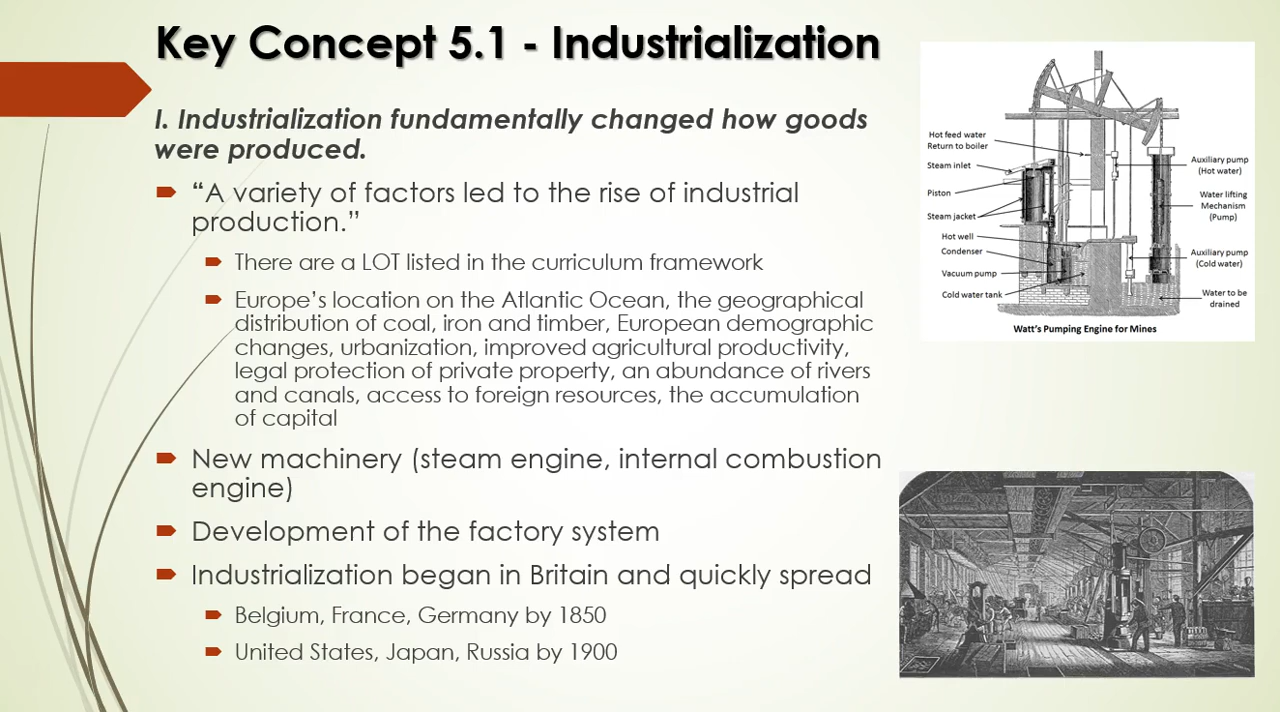 Key Concept 5.1 - Industrialization
I. Industrialization fundamentally changed how goods
were produced.
“A variety of factors led to the rise of industrial
production.”
There are a LOT listed in the curriculum framework
Europe’s location on the Atlantic Ocean, the geographical
distribution of coal, iron and timber, European demographic
changes, urbanization, improved agricultural productivity,
legal protection of private property, an abundance of rivers
and canals, access to foreign resources, the accumulation
of capital
New machinery (steam engine, internal combustion
engine)
Development of the factory system
Industrialization began in Britain and quickly spread
Belgium, France, Germany by 1850
United States, Japan, Russia by 1900
Hot feed water
Return to boiler
Steam inlet
Piston
Steam jacket
Hot well
Condenser
Vacuum pump
Cold water tank
Auxiliary pump
(Hot water)
Water lifting
Mechanism
(Pump)
Auxiliary pump
(Cold water)
Water to be
drained
Watt’s Pumping Engine for Mines